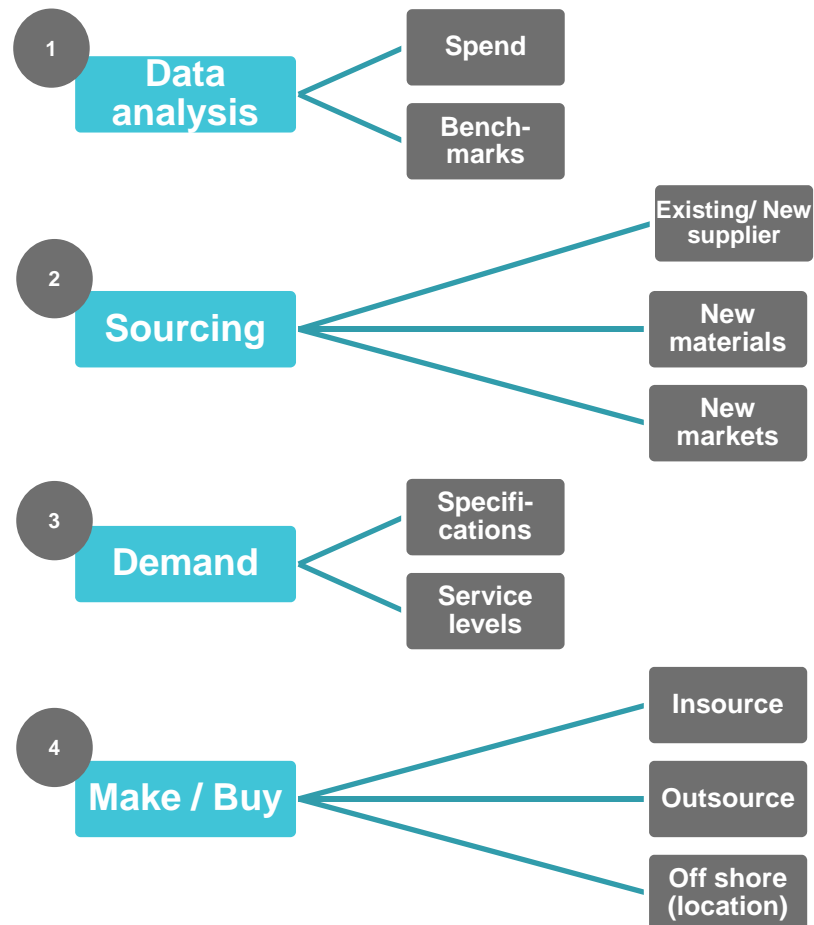 1
Data
analysis
Spend
Bench-
marks
2
Sourcing
Existing/ New
supplier
New
materials
New
markets
3
Demand
Specifi-
cations
Service
levels
4
Make / Buy
Insource
Outsource
Off shore
(location)